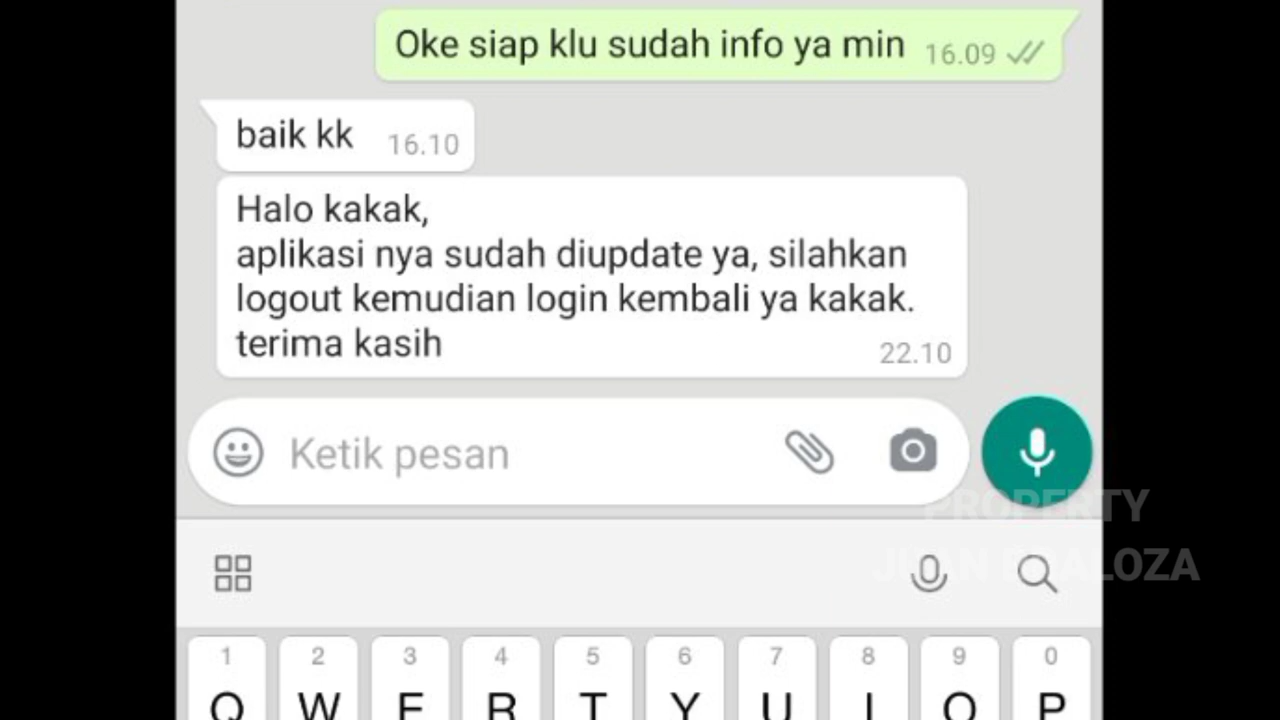 Oke siap klu sudah info ya min 16.09
baik kk 16.10
Halo kakak,
aplikasi nya sudah diupdate ya, silahkan
logout kemudian login kembali ya kakak.
terima kasih 22.10
Ketik pesan
PROPERTY
1 2 3 4 5 6 7 8 9 0
Q W E R T Y U I O P